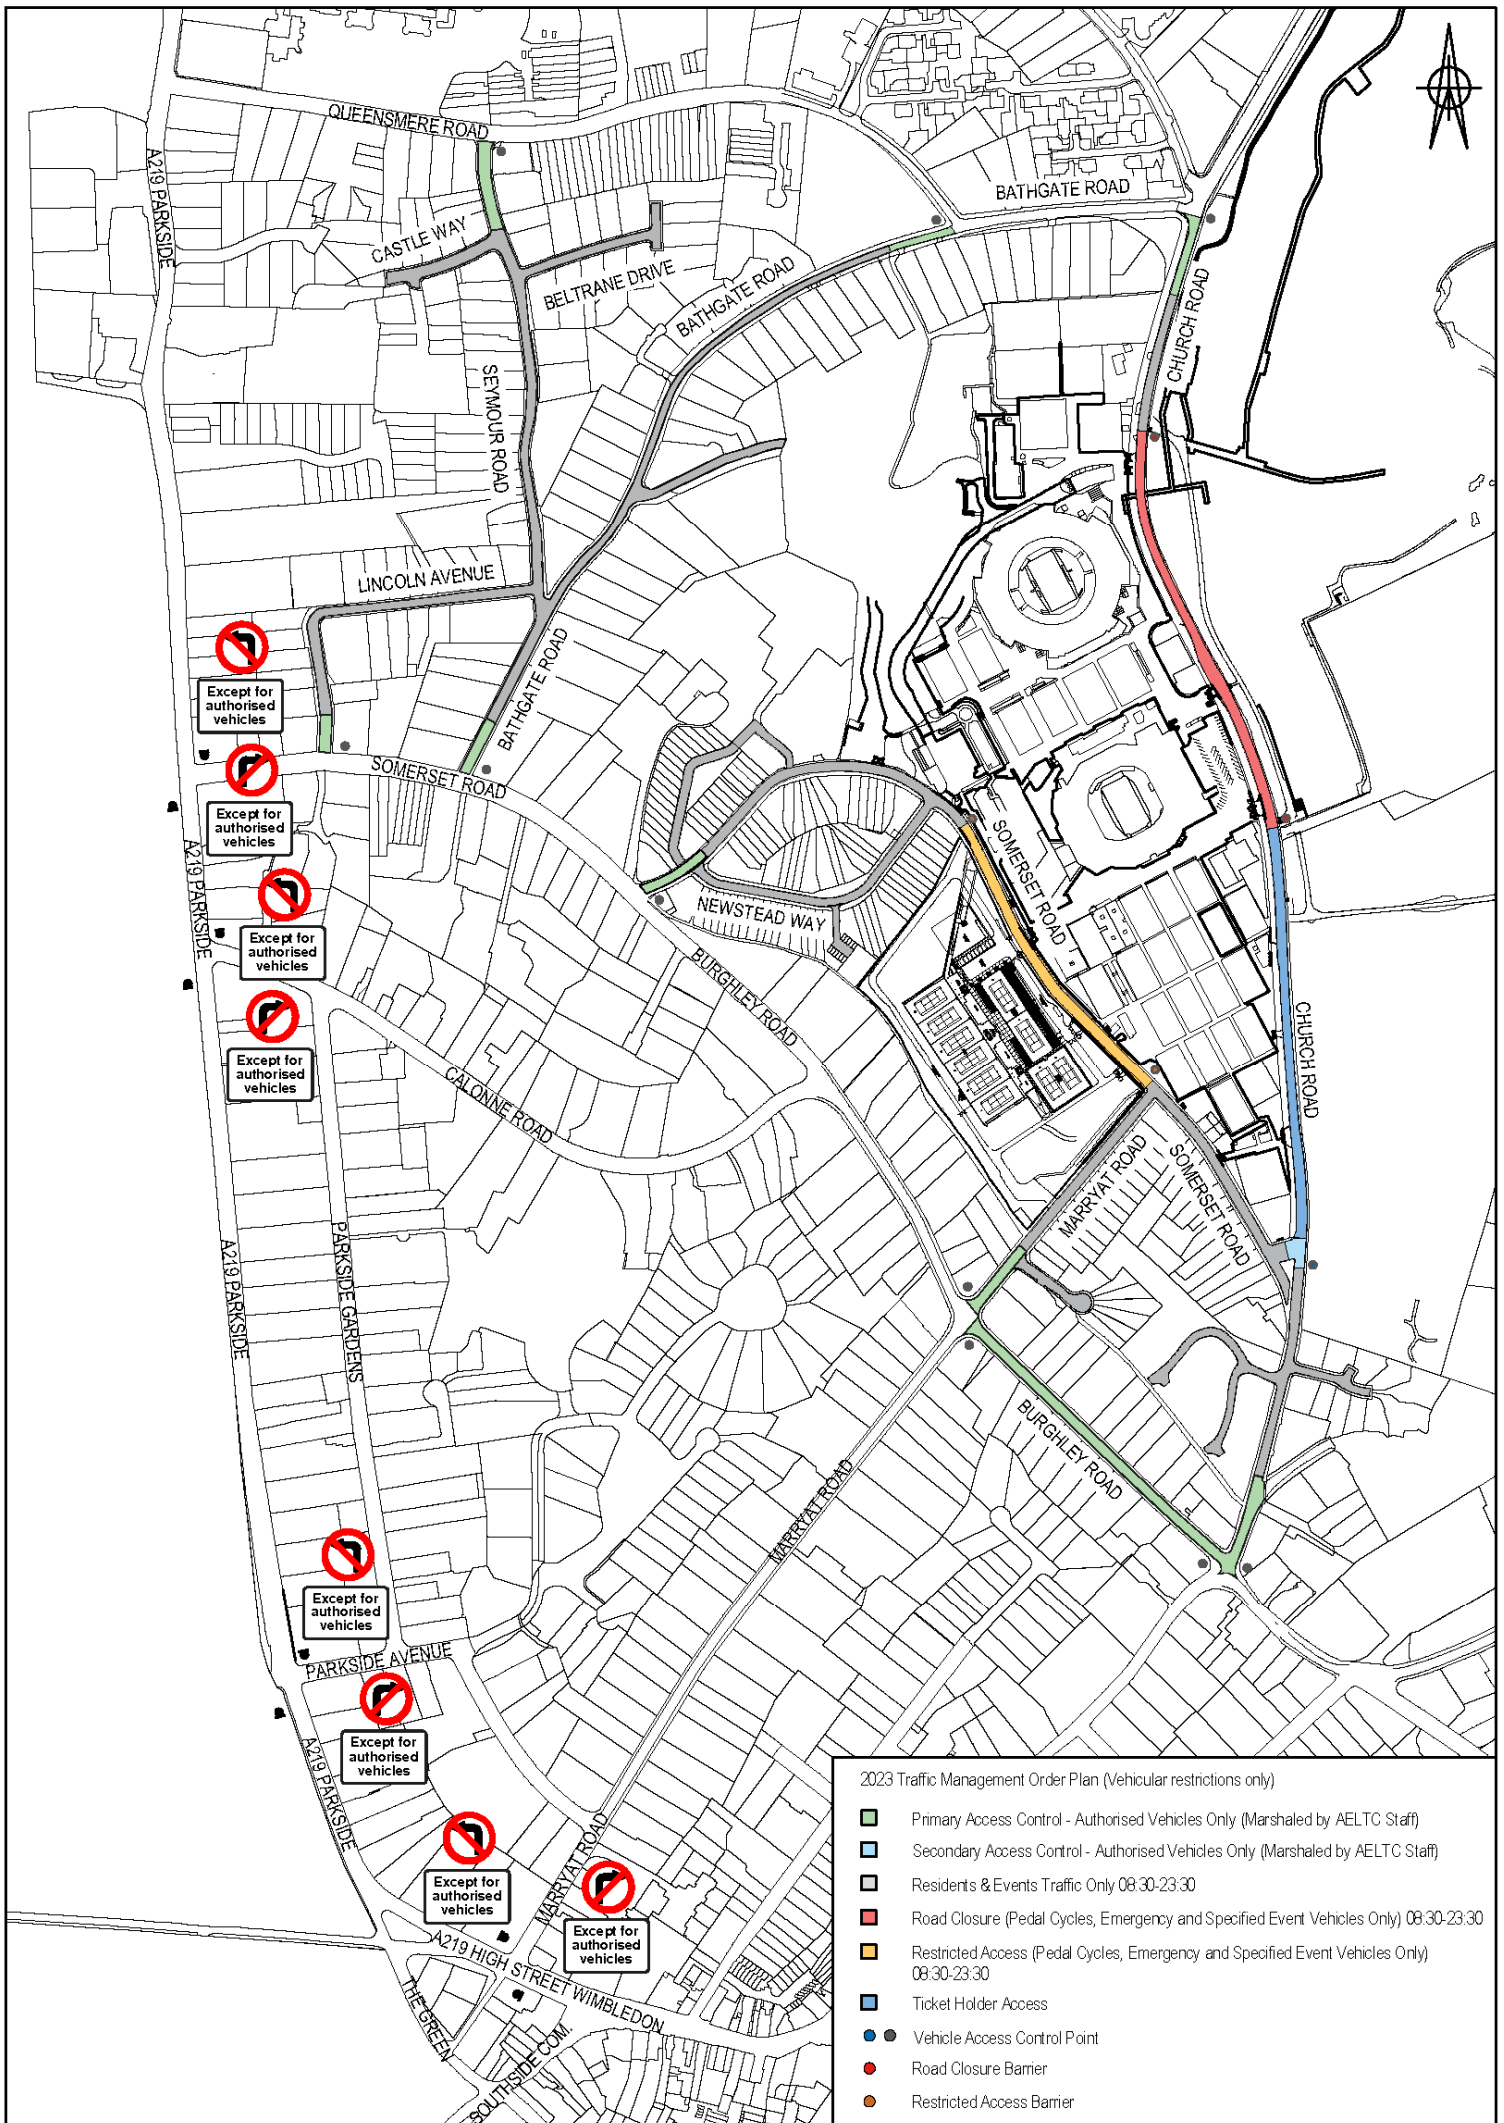 QUEENSMERE ROAD
A219 PARKSIDE
BATHGATE ROAD
CASTLE WAY
BELTRANE DRIVE
BATHGATE ROAD
CHURCH ROAD
SEYMOUR ROAD
LINCOLN AVENUE
Except for
authorised
vehicles
BATHGATE ROAD
SOMERSET ROAD
Except for
authorised
vehicles
A219 PARKSIDE
SOMERSET ROAD
NEWSTEAD WAY
Except for
authorised
vehicles
BURGHLEY ROAD
Except for
authorised
vehicles
CALONNE ROAD
CHURCH ROAD
MARRYAT ROAD
SOMERSET ROAD
A219 PARKSIDE
PARKSIDE GARDENS
BURGHLEY ROAD
MARRYAT ROAD
Except for
authorised
vehicles
PARKSIDE AVENUE
Except for
authorised
vehicles
A219 PARKSIDE
MARRYAT ROAD
Except for
authorised
vehicles
Except for
authorised
vehicles
A219 HIGH STREET WIMBLEDON
THE GREEN
SOUTHSIDE COM.
2023 Traffic Management Order Plan (Vehicular restrictions only)
Primary Access Control - Authorised Vehicles Only (Marshaled by AELTC Staff)
Secondary Access Control - Authorised Vehicles Only (Marshaled by AELTC Staff)
Residents & Events Traffic Only 08:30-23:30
Road Closure (Pedal Cycles, Emergency and Specified Event Vehicles Only) 08:30-23:30
Restricted Access (Pedal Cycles, Emergency and Specified Event Vehicles Only)
08:30-23:30
Ticket Holder Access
Vehicle Access Control Point
Road Closure Barrier
Restricted Access Barrier